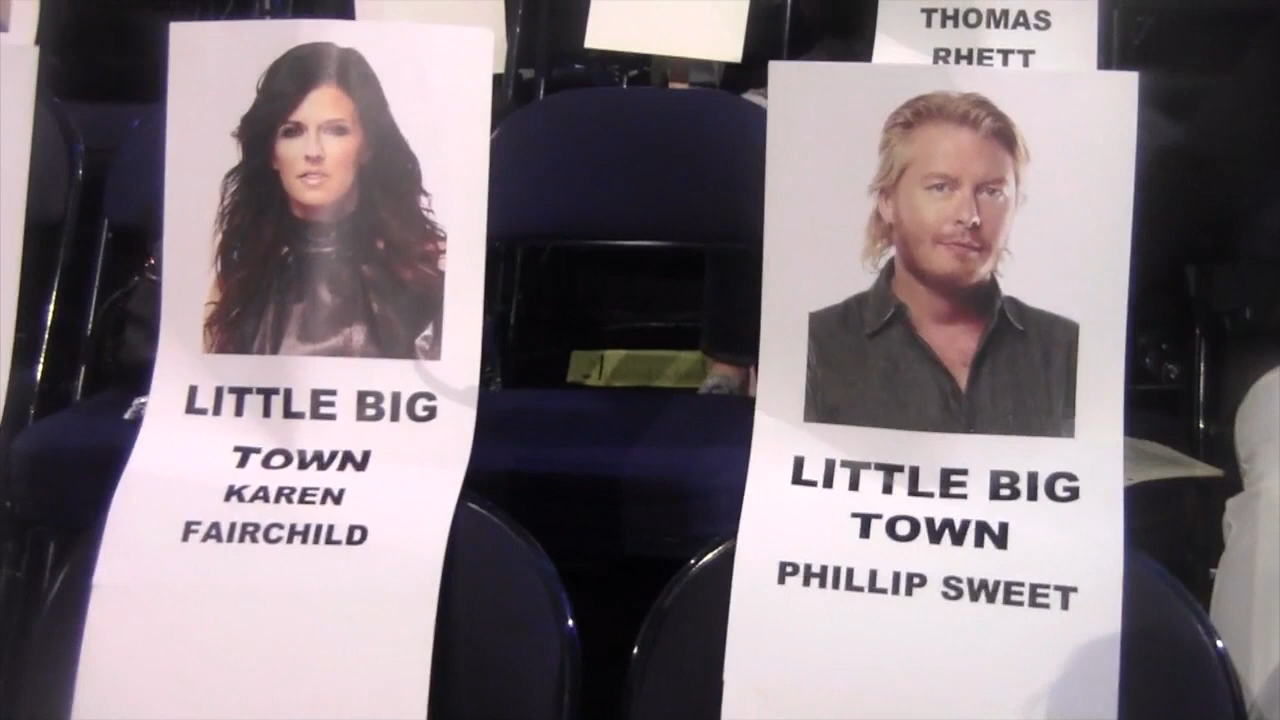 THOMAS
RHETT
LITTLE BIG
TOWN
KAREN
FAIRCHILD
LITTLE BIG
TOWN
PHILLIP SWEET